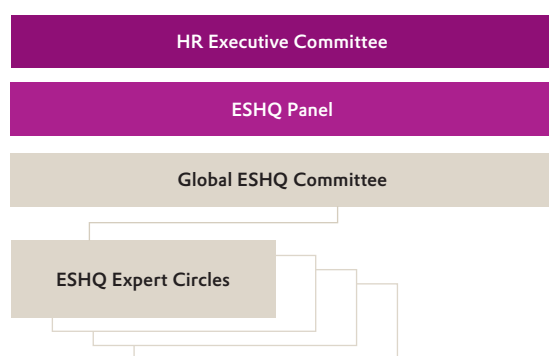 HR Executive Committee
ESHQ Panel
Global ESHQ Committee
ESHQ Expert Circles